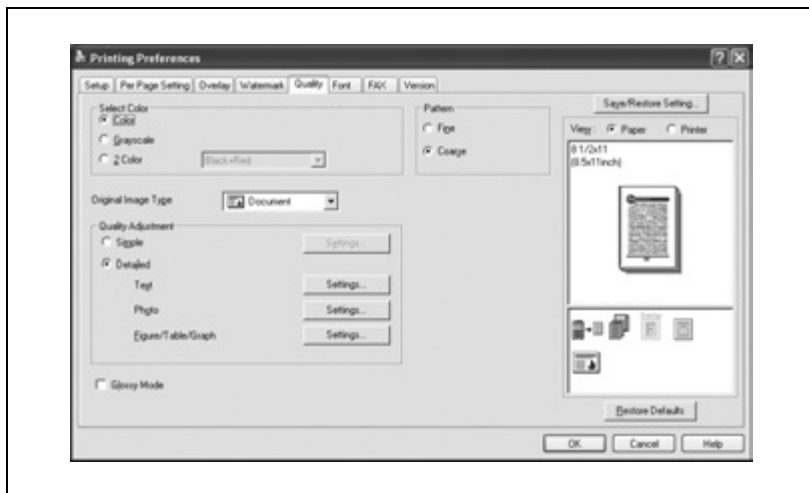 Printing Preferences
Setup Per Page Setting Overlay Watermark Quality Font FAX Version
Select Color
Color
Grayscale
2 Color Black+Red
Original Image Type Document
Quality Adjustment
Simple Settings...
Detailed
Text Settings...
Photo Settings...
Figure/Table/Graph Settings...
Glossy Mode
Pattern
Fine
Coarse
Save/Restore Setting...
View: Paper Printer
8 1/2x11
(8.5x11inch)
Restore Defaults
OK Cancel Help